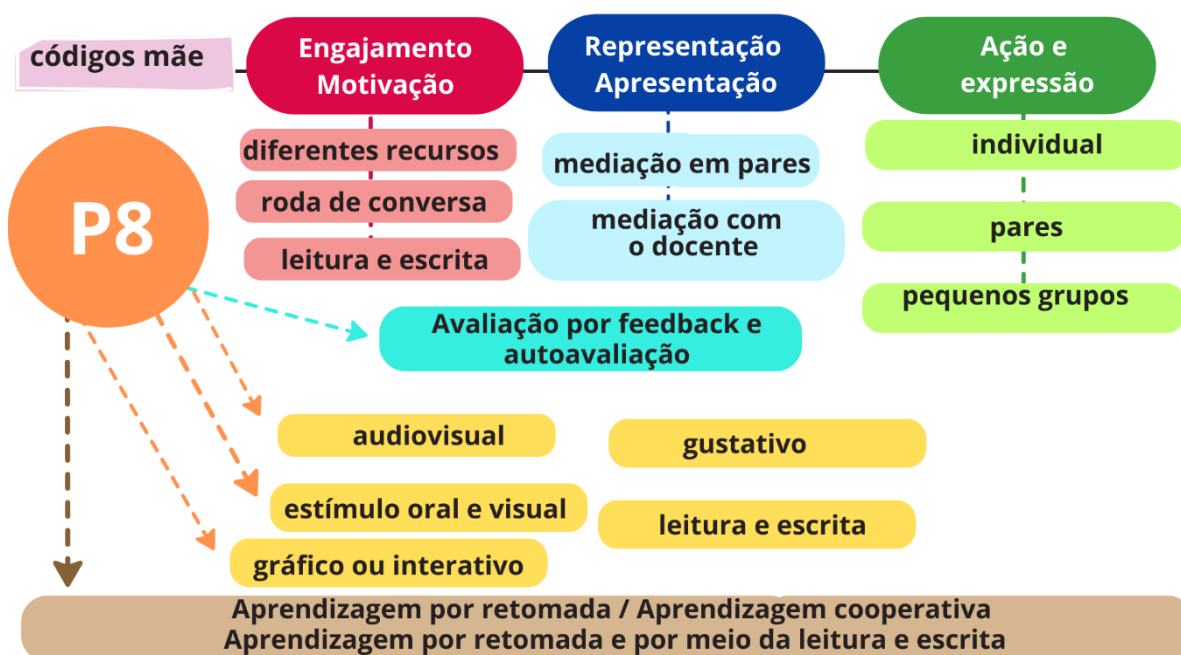 códigos mãe
Engajamento
Motivação
Representação
Apresentação
Ação e
expressão
P8
diferentes recursos
roda de conversa
leitura e escrita
mediação em pares
mediação com
o docente
individual
pares
pequenos grupos
Avaliação por feedback e
autoavaliação
audiovisual
gustativo
estímulo oral e visual
leitura e escrita
gráfico ou interativo
Aprendizagem por retomada / Aprendizagem cooperativa
Aprendizagem por retomada e por meio da leitura e escrita